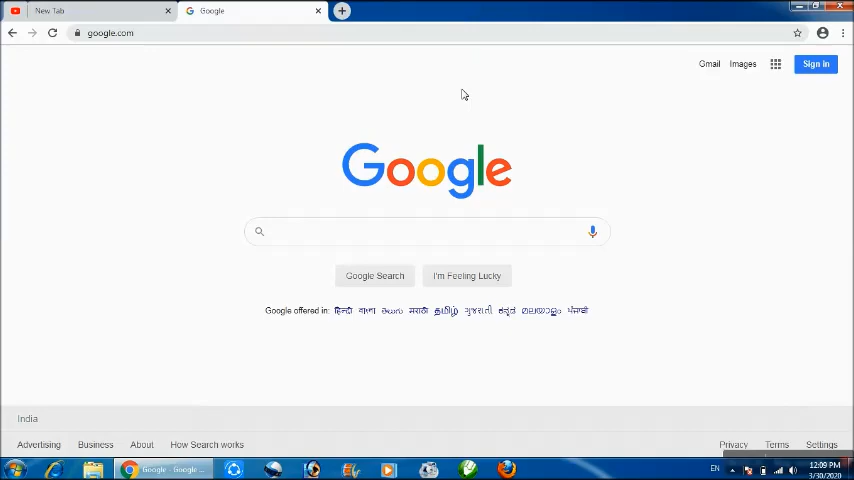 New Tab
Google
google.com
Gmail Images Sign in
Google
Google Search I'm Feeling Lucky
Google offered in: हिन्दी বাংলা తెలుగు मराठी தமிழ் ગુજરાતી ಕನ್ನಡ മലയാളം ਪੰਜਾਬੀ
India
Advertising Business About How Search works Privacy Terms Settings
Google - Google ...
EN
12:09 PM
3/30/2020